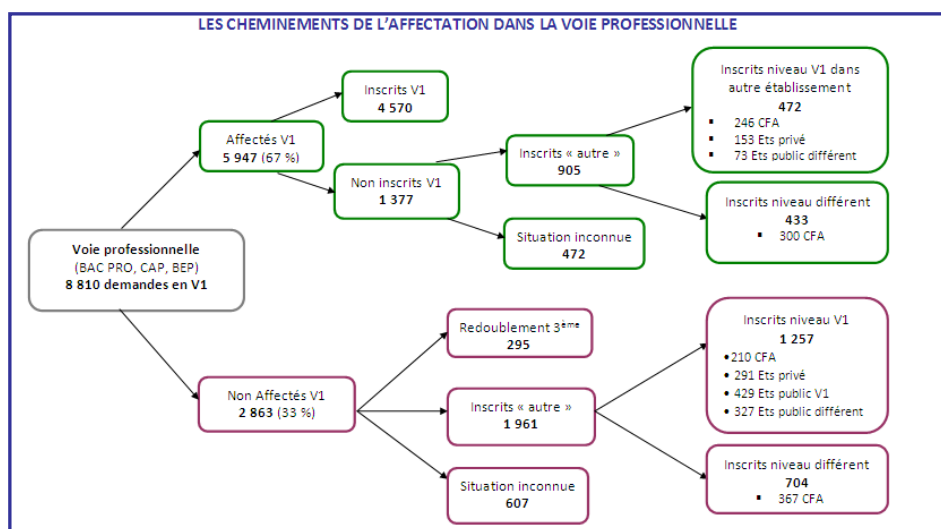 LES CHEMINEMENTS DE L'AFFECTATION DANS LA VOIE PROFESSIONNELLE
Voie professionnelle
(BAC PRO, CAP, BEP)
8 810 demandes en V1
Affectés V1
5 947 (67 %)
Inscrits V1
4 570
Non inscrits V1
1 377
Inscrits « autre »
905
Situation inconnue
472
Inscrits niveau V1 dans
autre établissement
472
▪ 246 CFA
▪ 153 Ets privé
▪ 73 Ets public différent
Inscrits niveau différent
433
▪ 300 CFA
Non Affectés V1
2 863 (33 %)
Redoublement 3ème
295
Inscrits « autre »
1 961
Situation inconnue
607
Inscrits niveau V1
1 257
•210 CFA
• 291 Ets privé
• 429 Ets public V1
• 327 Ets public différent
Inscrits niveau différent
704
▪ 367 CFA